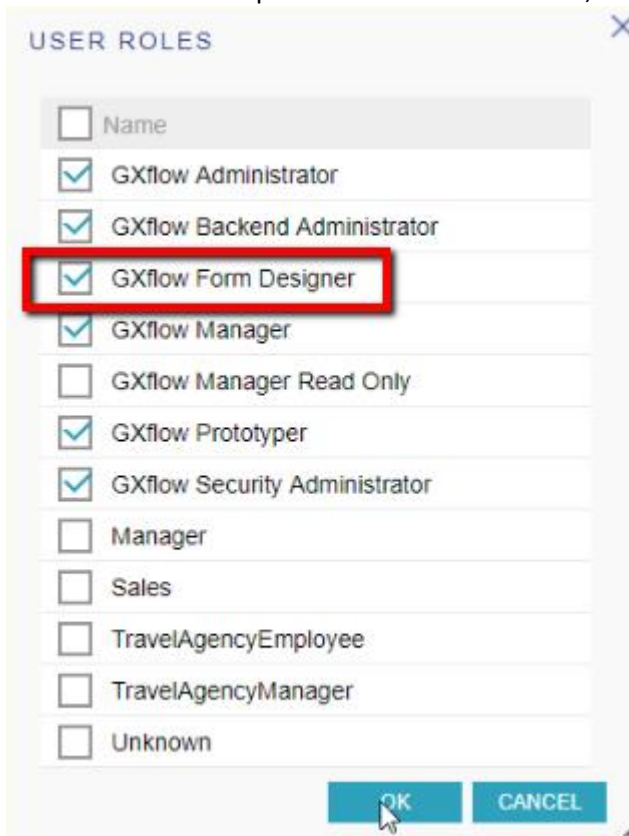 USER ROLES
Name
GXflow Administrator
GXflow Backend Administrator
GXflow Form Designer
GXflow Manager
GXflow Manager Read Only
GXflow Prototyper
GXflow Security Administrator
Manager
Sales
TravelAgencyEmployee
TravelAgencyManager
Unknown
OK CANCEL